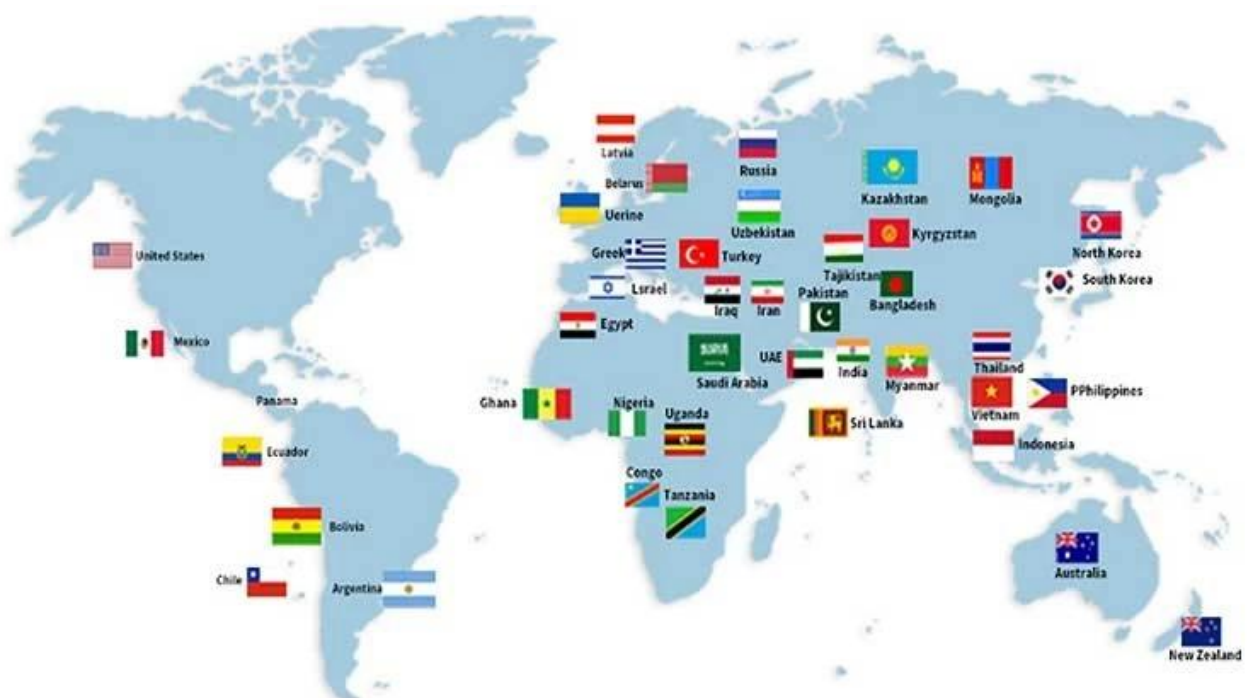 Latvia
Russia
Belarus
Kazakhstan
Mongolia
Uerine
Uzbekistan
Kyrgyzstan
North Korea
United States
Greek
Turkey
Tajikistan
South Korea
Lsrael
Iraq
Iran
Pakistan
Bangladesh
Egypt
Mexico
Saudi Arabia
UAE
India
Myanmar
Thailand
Panama
Ghana
Nigeria
Uganda
Sri Lanka
Vietnam
PPhilippines
Ecuador
Indonesia
Congo
Tanzania
Bolivia
Chile
Argentina
Australia
New Zealand